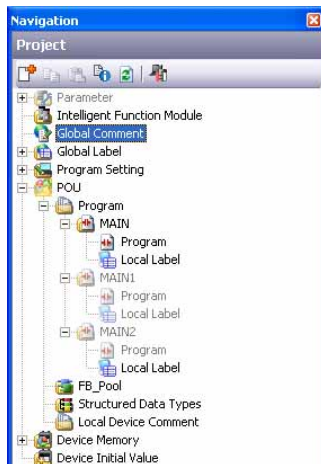 Navigation
Project
Parameter
Intelligent Function Module
Global Comment
Global Label
Program Setting
POU
Program
MAIN
Program
Local Label
MAIN1
Program
Local Label
MAIN2
Program
Local Label
FB_Pool
Structured Data Types
Local Device Comment
Device Memory
Device Initial Value